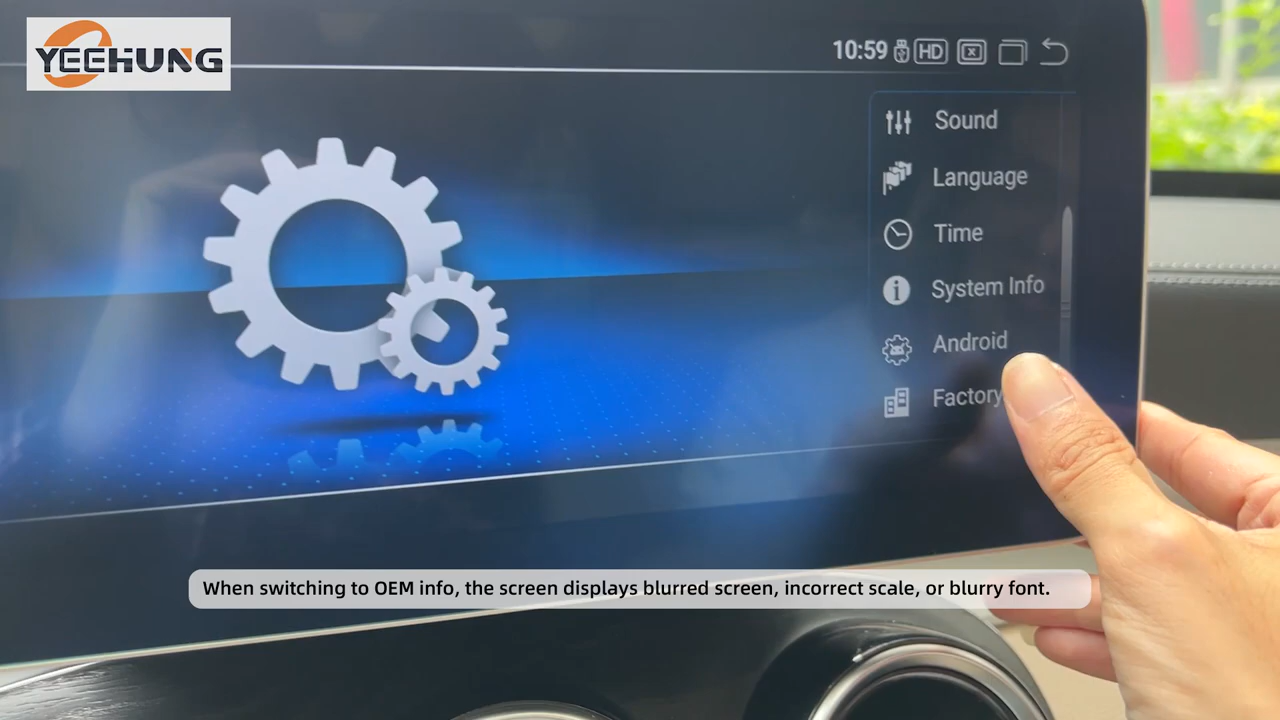 YEEHUNG
10:59 HD
Sound
Language
Time
System Info
Android
Factory
When switching to OEM info, the screen displays blurred screen, incorrect scale, or blurry font.